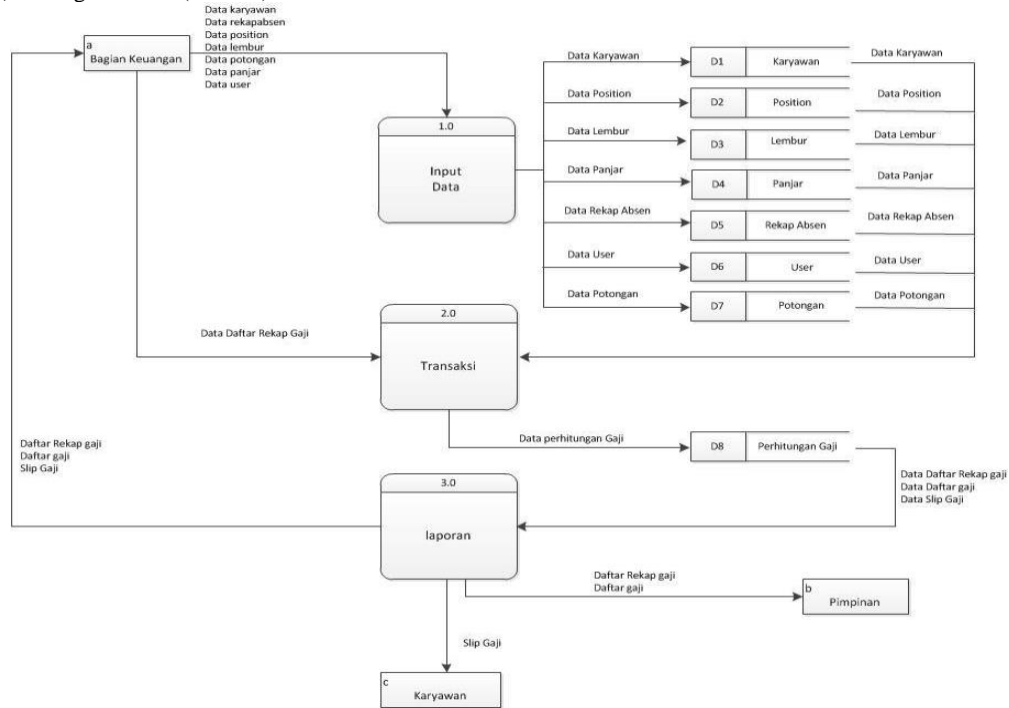 Data karyawan
Data rekapabsen
Data position
Data lembur
Data potongan
Data panjar
Data user
a
Bagian Keuangan
1.0
Input
Data
Data Karyawan
D1
Karyawan
Data Karyawan
Data Position
D2
Position
Data Position
Data Lembur
D3
Lembur
Data Lembur
Data Panjar
D4
Panjar
Data Panjar
Data Rekap Absen
D5
Rekap Absen
Data Rekap Absen
Data User
D6
User
Data User
Data Potongan
D7
Potongan
Data Potongan
Data Daftar Rekap Gaji
2.0
Transaksi
Data perhitungan Gaji
D8
Perhitungan Gaji
Daftar Rekap gaji
Daftar gaji
Slip Gaji
Data Daftar Rekap gaji
Data Daftar gaji
Data Slip Gaji
3.0
laporan
Daftar Rekap gaji
Daftar gaji
b
Pimpinan
Slip Gaji
c
Karyawan